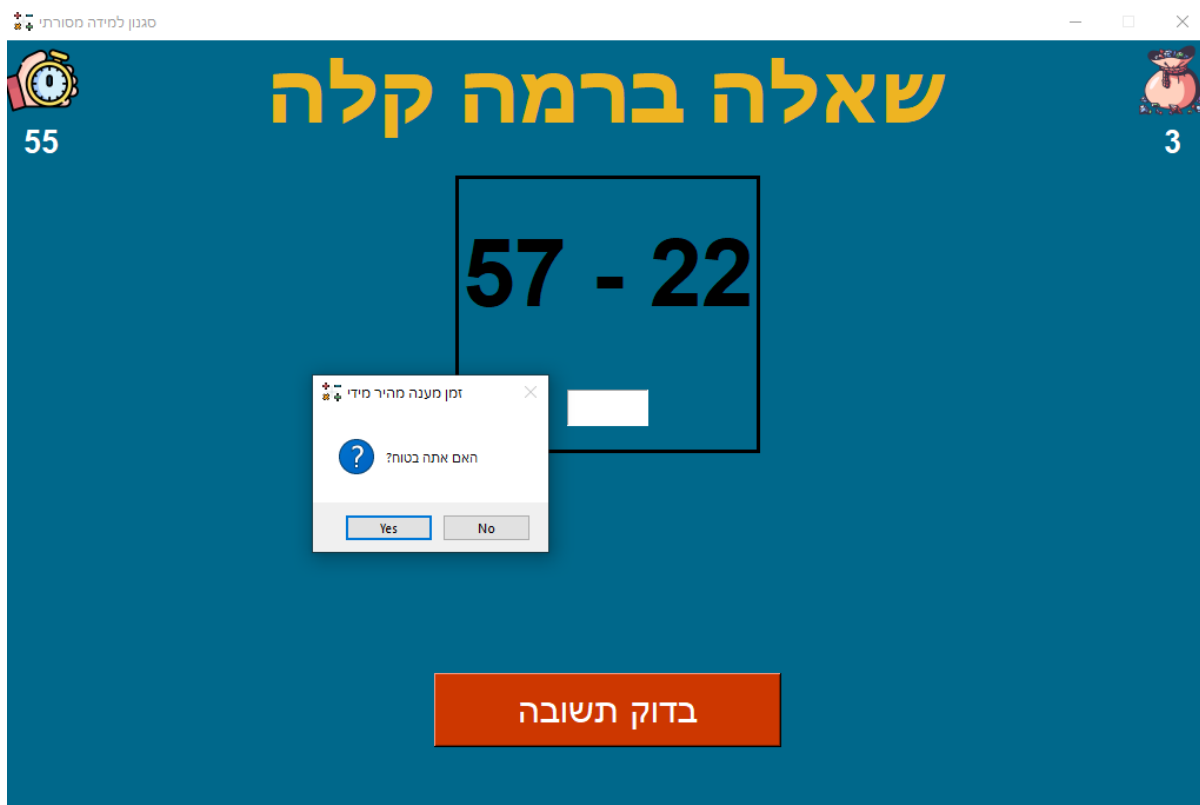 סגנון למידה מסורתי
שאלה ברמה קלה
55
3
57 - 22
זמן מענה מהיר מידי
האם אתה בטוח?
Yes
No
בדוק תשובה